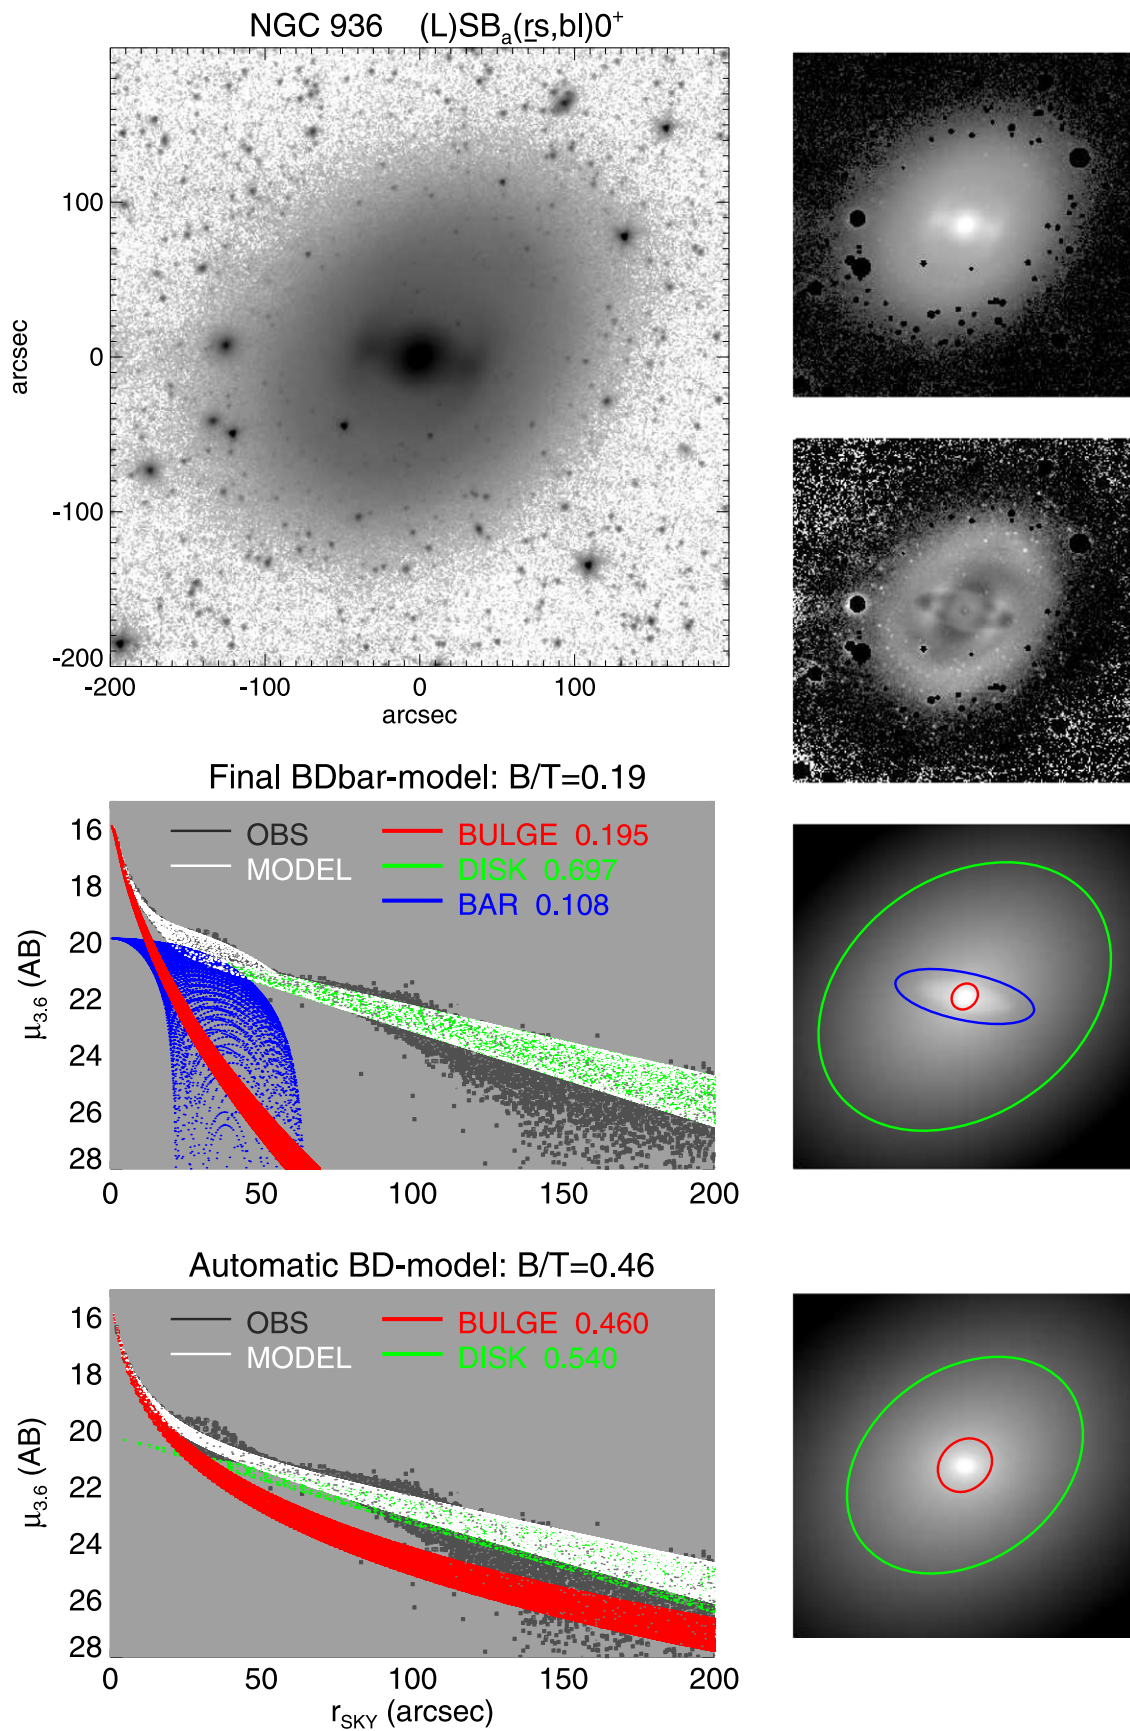 NGC 936 (L)SBₐ(r̲s,bl)0⁺
arcsec
100
0
-100
-200
-200 -100 0 100
arcsec
Final BDbar-model: B/T=0.19
OBS
MODEL
BULGE 0.195
DISK 0.697
BAR 0.108
μ₃.₆ (AB)
16
18
20
22
24
26
28
0 50 100 150 200
Automatic BD-model: B/T=0.46
OBS
MODEL
BULGE 0.460
DISK 0.540
μ₃.₆ (AB)
16
18
20
22
24
26
28
0 50 100 150 200
r_SKY (arcsec)